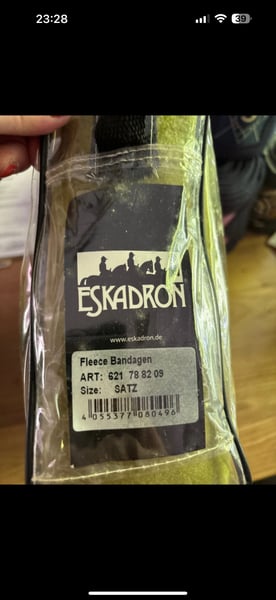 23:28
39
ESKADRON
www.eskadron.de
Fleece Bandagen
ART: 621 78 82 09
Size: SATZ
4 055377 080496